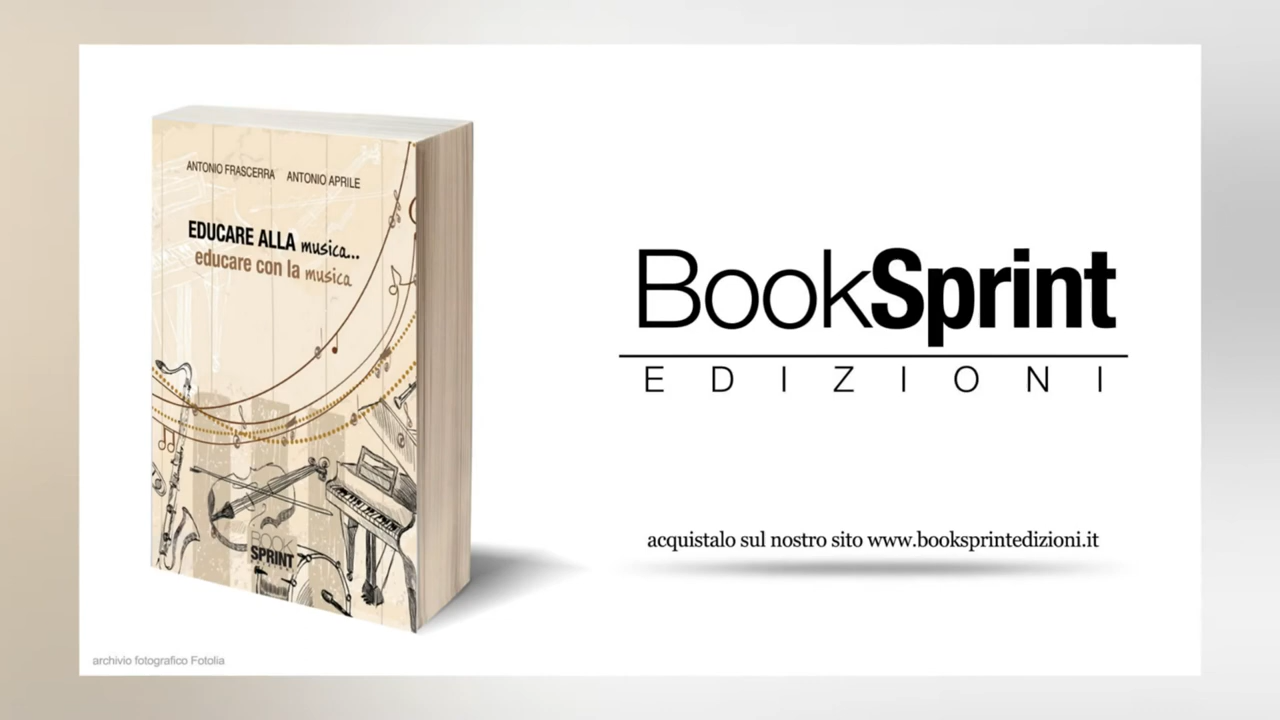 ANTONIO FRASCERRA ANTONIO APRILE
EDUCARE ALLA musica...
educare con la musica
BOOK
SPRINT
BookSprint
EDIZIONI
acquistalo sul nostro sito www.booksprintedizioni.it
archivio fotografico Fotolia